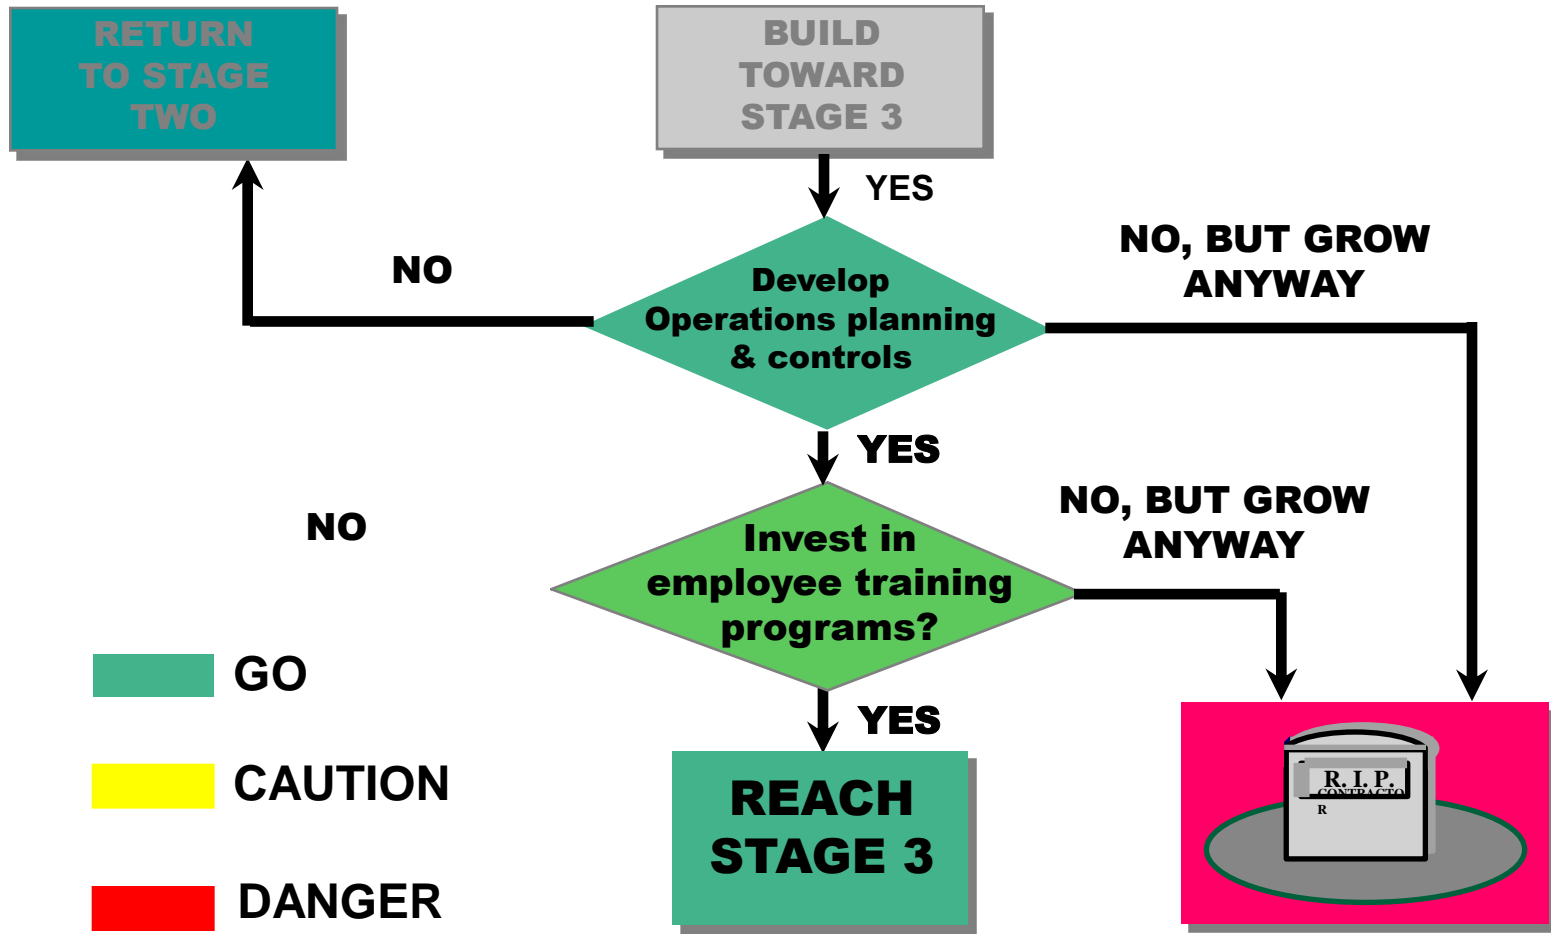 RETURN
TO STAGE
TWO
BUILD
TOWARD
STAGE 3
YES
NO
NO, BUT GROW
ANYWAY
Develop
Operations planning
& controls
YES
NO
NO, BUT GROW
ANYWAY
Invest in
employee training
programs?
GO
YES
CAUTION
REACH
STAGE 3
R. I. P.
CONTRACTO
R
DANGER